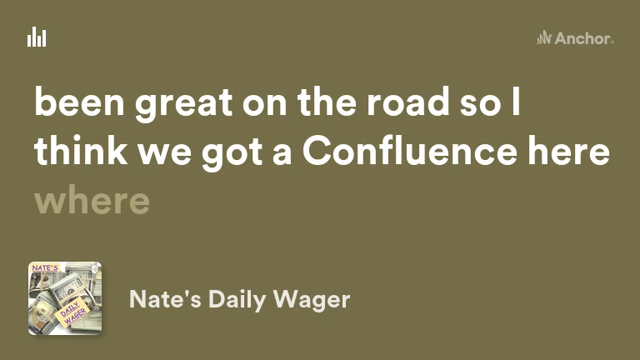 Anchor
been great on the road so I
think we got a Confluence here
where
NATE'S
DAILY
WAGER
Nate's Daily Wager